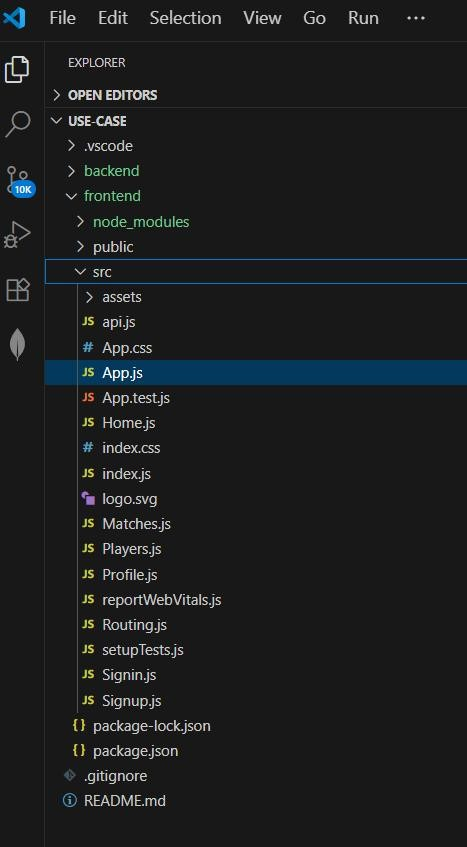 File Edit Selection View Go Run ...
EXPLORER
OPEN EDITORS
USE-CASE
.vscode
backend
frontend
node_modules
public
src
assets
JS api.js
# App.css
JS App.js
JS App.test.js
JS Home.js
# index.css
JS index.js
logo.svg
JS Matches.js
JS Players.js
JS Profile.js
JS reportWebVitals.js
JS Routing.js
JS setupTests.js
JS Signin.js
JS Signup.js
{} package-lock.json
{} package.json
.gitignore
README.md
10K